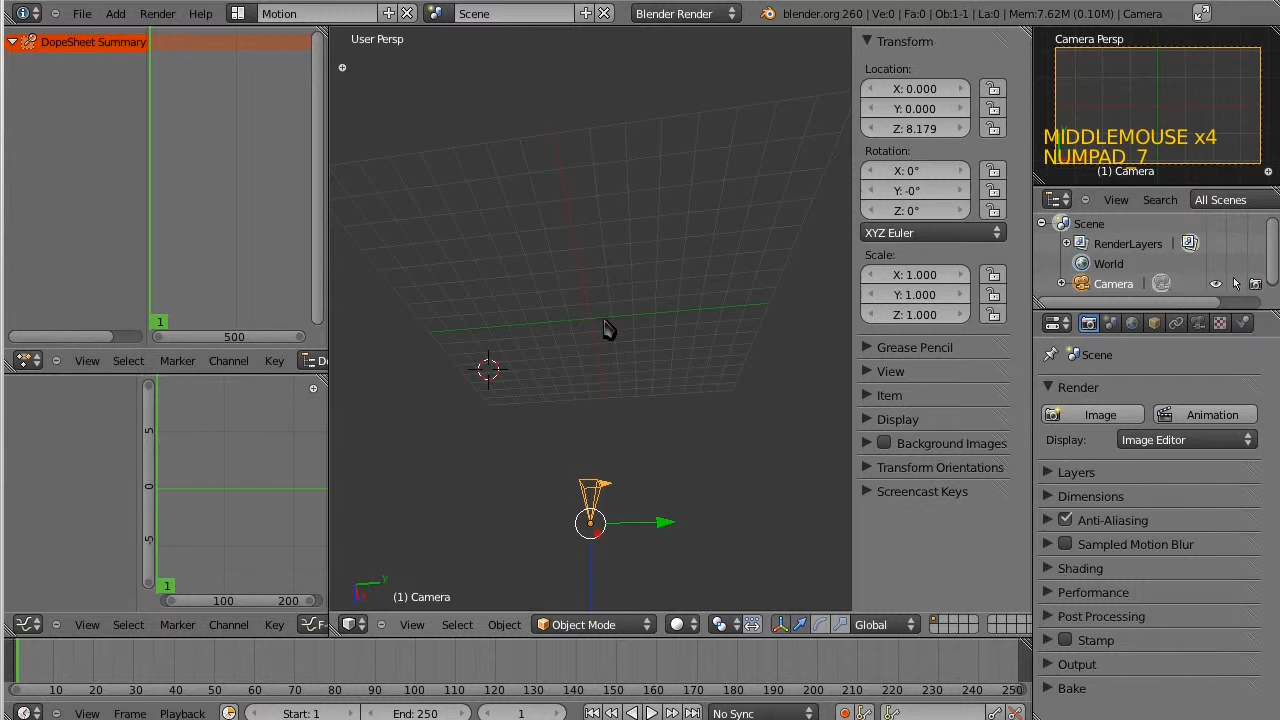 File Add Render Help Motion Scene Blender Render blender.org 260 | Ve:0 | Fa:0 | Ob:1-1 | La:0 | Mem:7.62M (0.10M) | Camera
DopeSheet Summary
1
500
View Select Marker Channel Key
5
0
-5
1
100 200
View Select Marker Channel Key
User Persp
y
(1) Camera
View Select Object Object Mode Global
Transform
Location:
X: 0.000
Y: 0.000
Z: 8.179
Rotation:
X: 0°
Y: -0°
Z: 0°
XYZ Euler
Scale:
X: 1.000
Y: 1.000
Z: 1.000
Grease Pencil
View
Item
Display
Background Images
Transform Orientations
Screencast Keys
Camera Persp
MIDDLEMOUSE x4
NUMPAD_7
(1) Camera
View Search All Scenes
Scene
RenderLayers
World
Camera
Scene
Render
Image Animation
Display: Image Editor
Layers
Dimensions
Anti-Aliasing
Sampled Motion Blur
Shading
Performance
Post Processing
Stamp
Output
Bake
10 20 30 40 50 60 70 80 90 100 110 120 130 140 150 160 170 180 190 200 210 220 230 240 250
View Frame Playback Start: 1 End: 250 1 No Sync